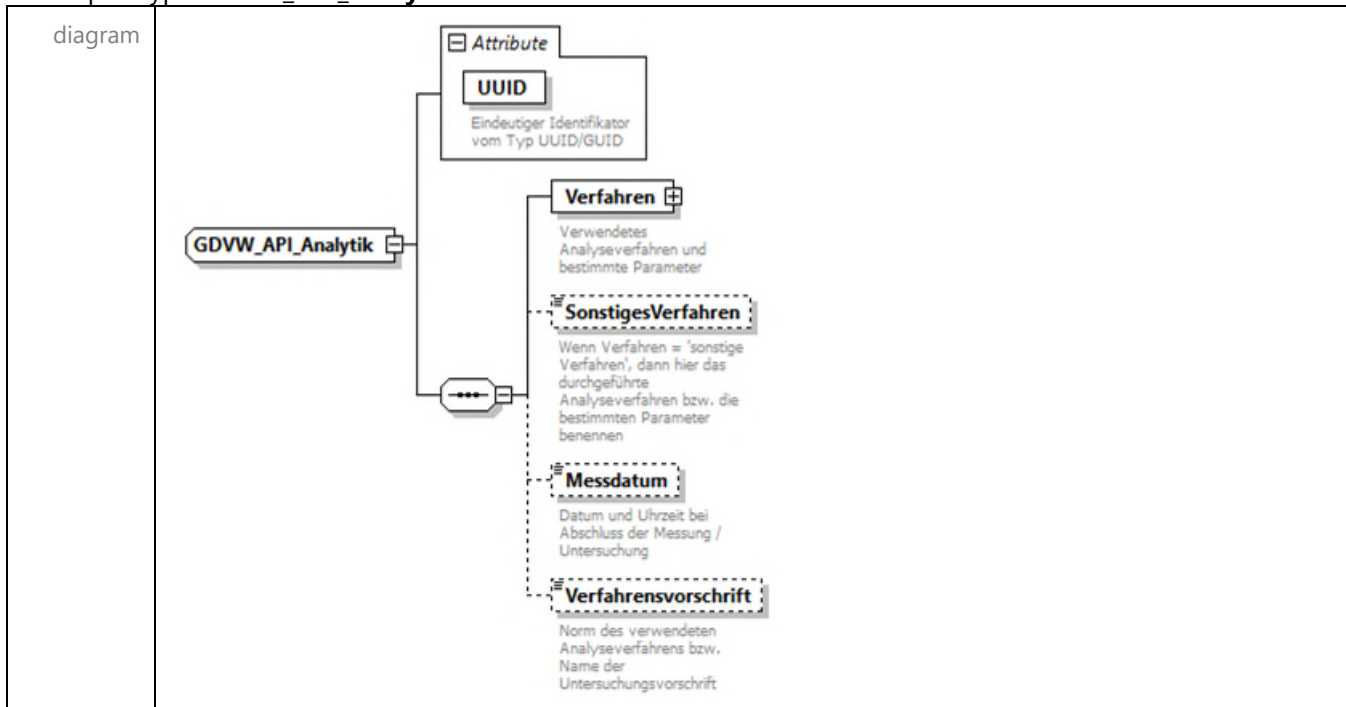 diagram
Attribute
UUID
Eindeutiger Identifikator
vom Typ UUID/GUID
GDVW_API_Analytik
Verfahren
Verwendetes
Analyseverfahren und
bestimmte Parameter
SonstigesVerfahren
Wenn Verfahren = 'sonstige
Verfahren', dann hier das
durchgeführte
Analyseverfahren bzw. die
bestimmten Parameter
benennen
Messdatum
Datum und Uhrzeit bei
Abschluss der Messung /
Untersuchung
Verfahrensvorschrift
Norm des verwendeten
Analyseverfahrens bzw.
Name der
Untersuchungsvorschrift